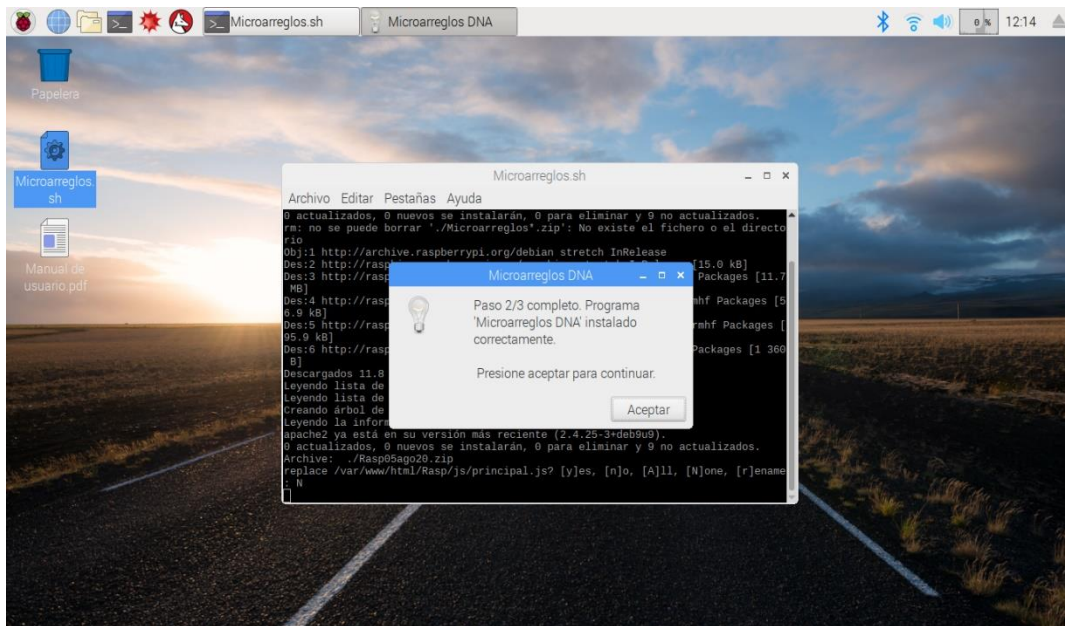 Microarreglos.sh
Microarreglos DNA
0 %
12:14
Papelera
Microarreglos.
sh
Manual de
usuario.pdf
Microarreglos.sh
Archivo Editar Pestañas Ayuda
0 actualizados, 0 nuevos se instalarán, 0 para eliminar y 9 no actualizados.
rm: no se puede borrar './Microarreglos*.zip': No existe el fichero o el directo
rio
Obj:1 http://archive.raspberrypi.org/debian stretch InRelease
Des:2 http://rasp [15.0 kB]
Des:3 http://rasp Packages [11.7
MB]
Des:4 http://rasp mhf Packages [5
6.9 kB]
Des:5 http://rasp rmhf Packages [
95.9 kB]
Des:6 http://rasp Packages [1 360
B]
Descargados 11.8
Leyendo lista de
Leyendo lista de
Creando árbol de
Leyendo la inform
apache2 ya está en su versión más reciente (2.4.25-3+deb9u9).
0 actualizados, 0 nuevos se instalarán, 0 para eliminar y 9 no actualizados.
Archive: ./Rasp05ago20.zip
replace /var/www/html/Rasp/js/principal.js? [y]es, [n]o, [A]ll, [N]one, [r]ename
: N
Microarreglos DNA
Paso 2/3 completo. Programa
'Microarreglos DNA' instalado
correctamente.
Presione aceptar para continuar.
Aceptar